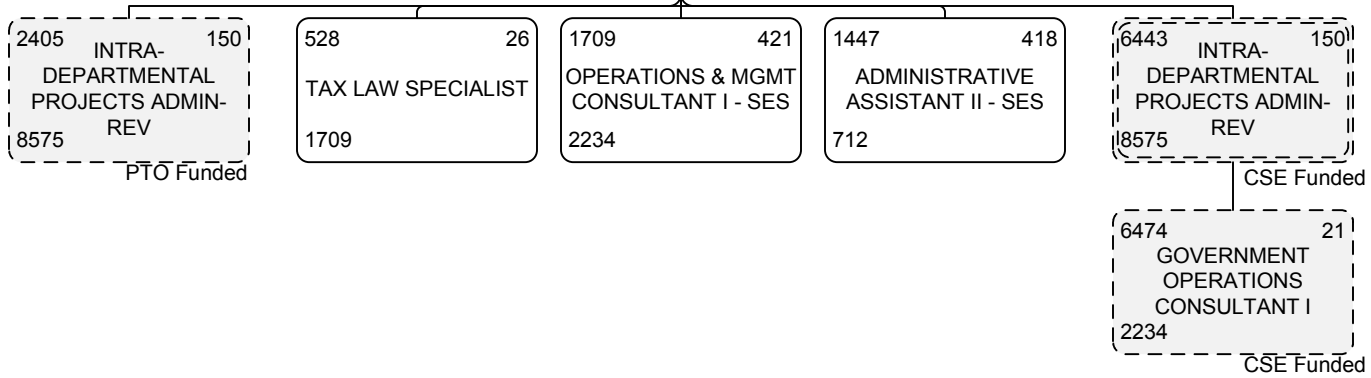 2405 150
INTRA-
DEPARTMENTAL
PROJECTS ADMIN-
REV
8575
PTO Funded
528 26
TAX LAW SPECIALIST
1709
1709 421
OPERATIONS & MGMT
CONSULTANT I - SES
2234
1447 418
ADMINISTRATIVE
ASSISTANT II - SES
712
6443 150
INTRA-
DEPARTMENTAL
PROJECTS ADMIN-
REV
8575
CSE Funded
6474 21
GOVERNMENT
OPERATIONS
CONSULTANT I
2234
CSE Funded